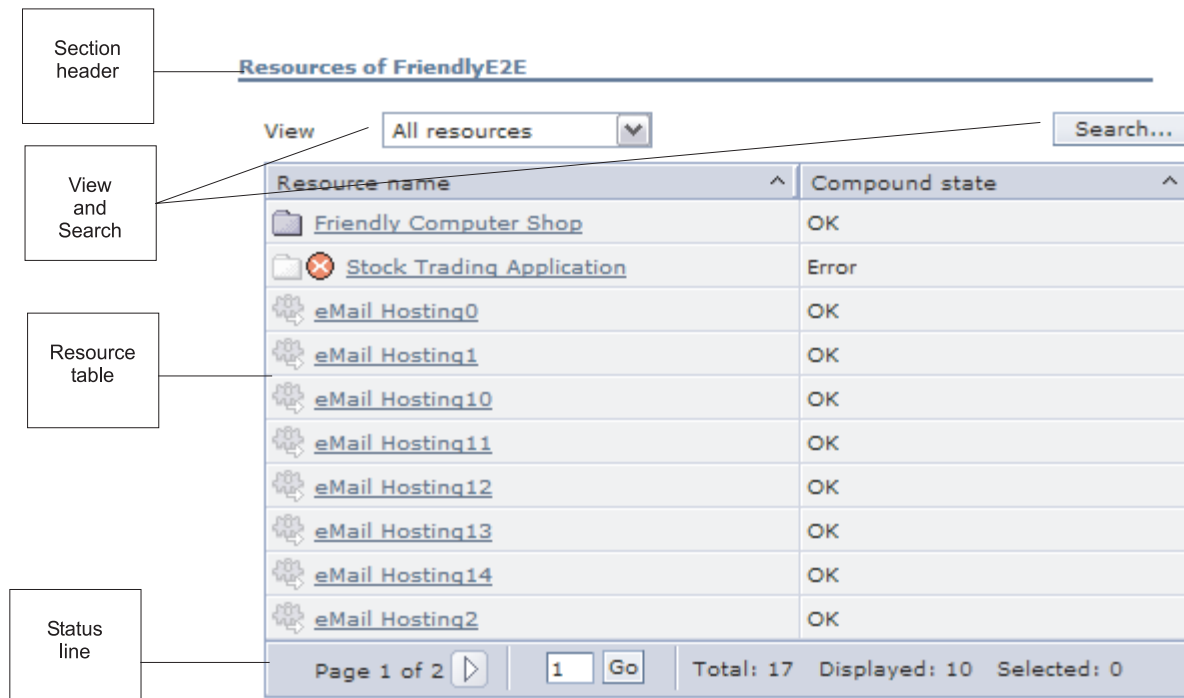 Section
header
Resources of FriendlyE2E
View All resources Search...
View
and
Search
Resource name Compound state
Friendly Computer Shop OK
Stock Trading Application Error
eMail Hosting0 OK
Resource
table
eMail Hosting1 OK
eMail Hosting10 OK
eMail Hosting11 OK
eMail Hosting12 OK
eMail Hosting13 OK
eMail Hosting14 OK
eMail Hosting2 OK
Status
line
Page 1 of 2 1 Go Total: 17 Displayed: 10 Selected: 0